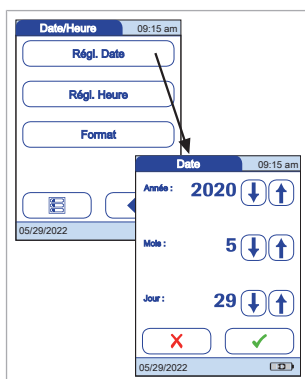 Date/Heure 09:15 am
Régl. Date
Régl. Heure
Format
05/29/2022
Date 09:15 am
Année : 2020
Mois : 5
Jour : 29
05/29/2022